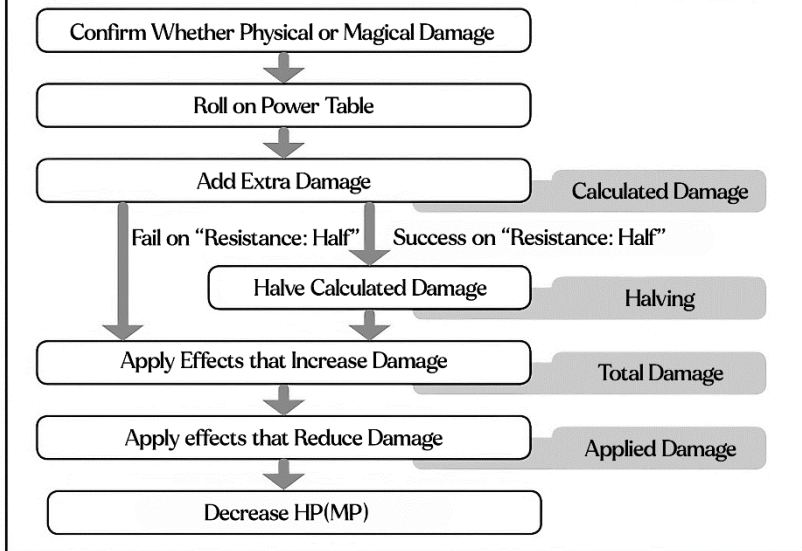 Confirm Whether Physical or Magical Damage
Roll on Power Table
Add Extra Damage
Calculated Damage
Fail on “Resistance: Half”
Success on “Resistance: Half”
Halve Calculated Damage
Halving
Apply Effects that Increase Damage
Total Damage
Apply effects that Reduce Damage
Applied Damage
Decrease HP(MP)